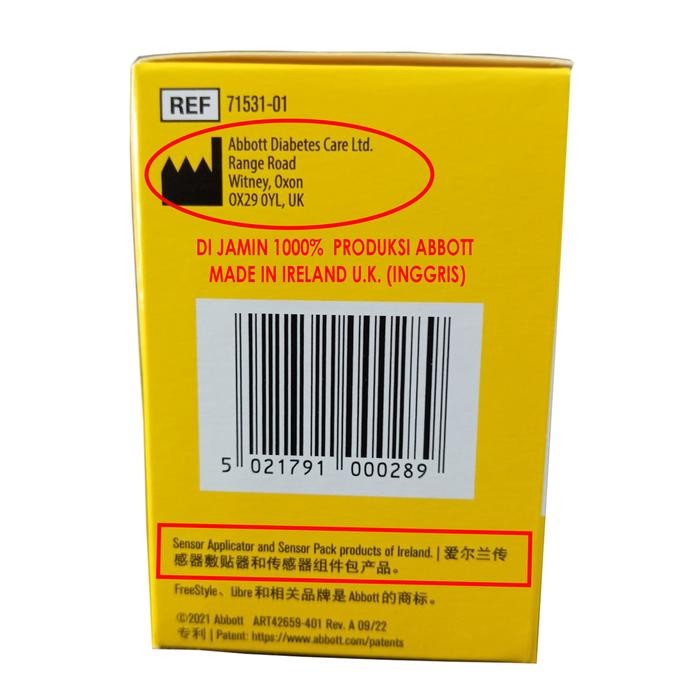 REF 71531-01
Abbott Diabetes Care Ltd.
Range Road
Witney, Oxon
OX29 0YL, UK
DI JAMIN 1000% PRODUKSI ABBOTT
MADE IN IRELAND U.K. (INGGRIS)
5 021791 000289
Sensor Applicator and Sensor Pack products of Ireland. | 爱尔兰传
感器敷贴器和传感器组件包产品。
FreeStyle、Libre和相关品牌是Abbott的商标。
©2021 Abbott ART42659-401 Rev. A 09/22
专利 | Patent: https://www.abbott.com/patents